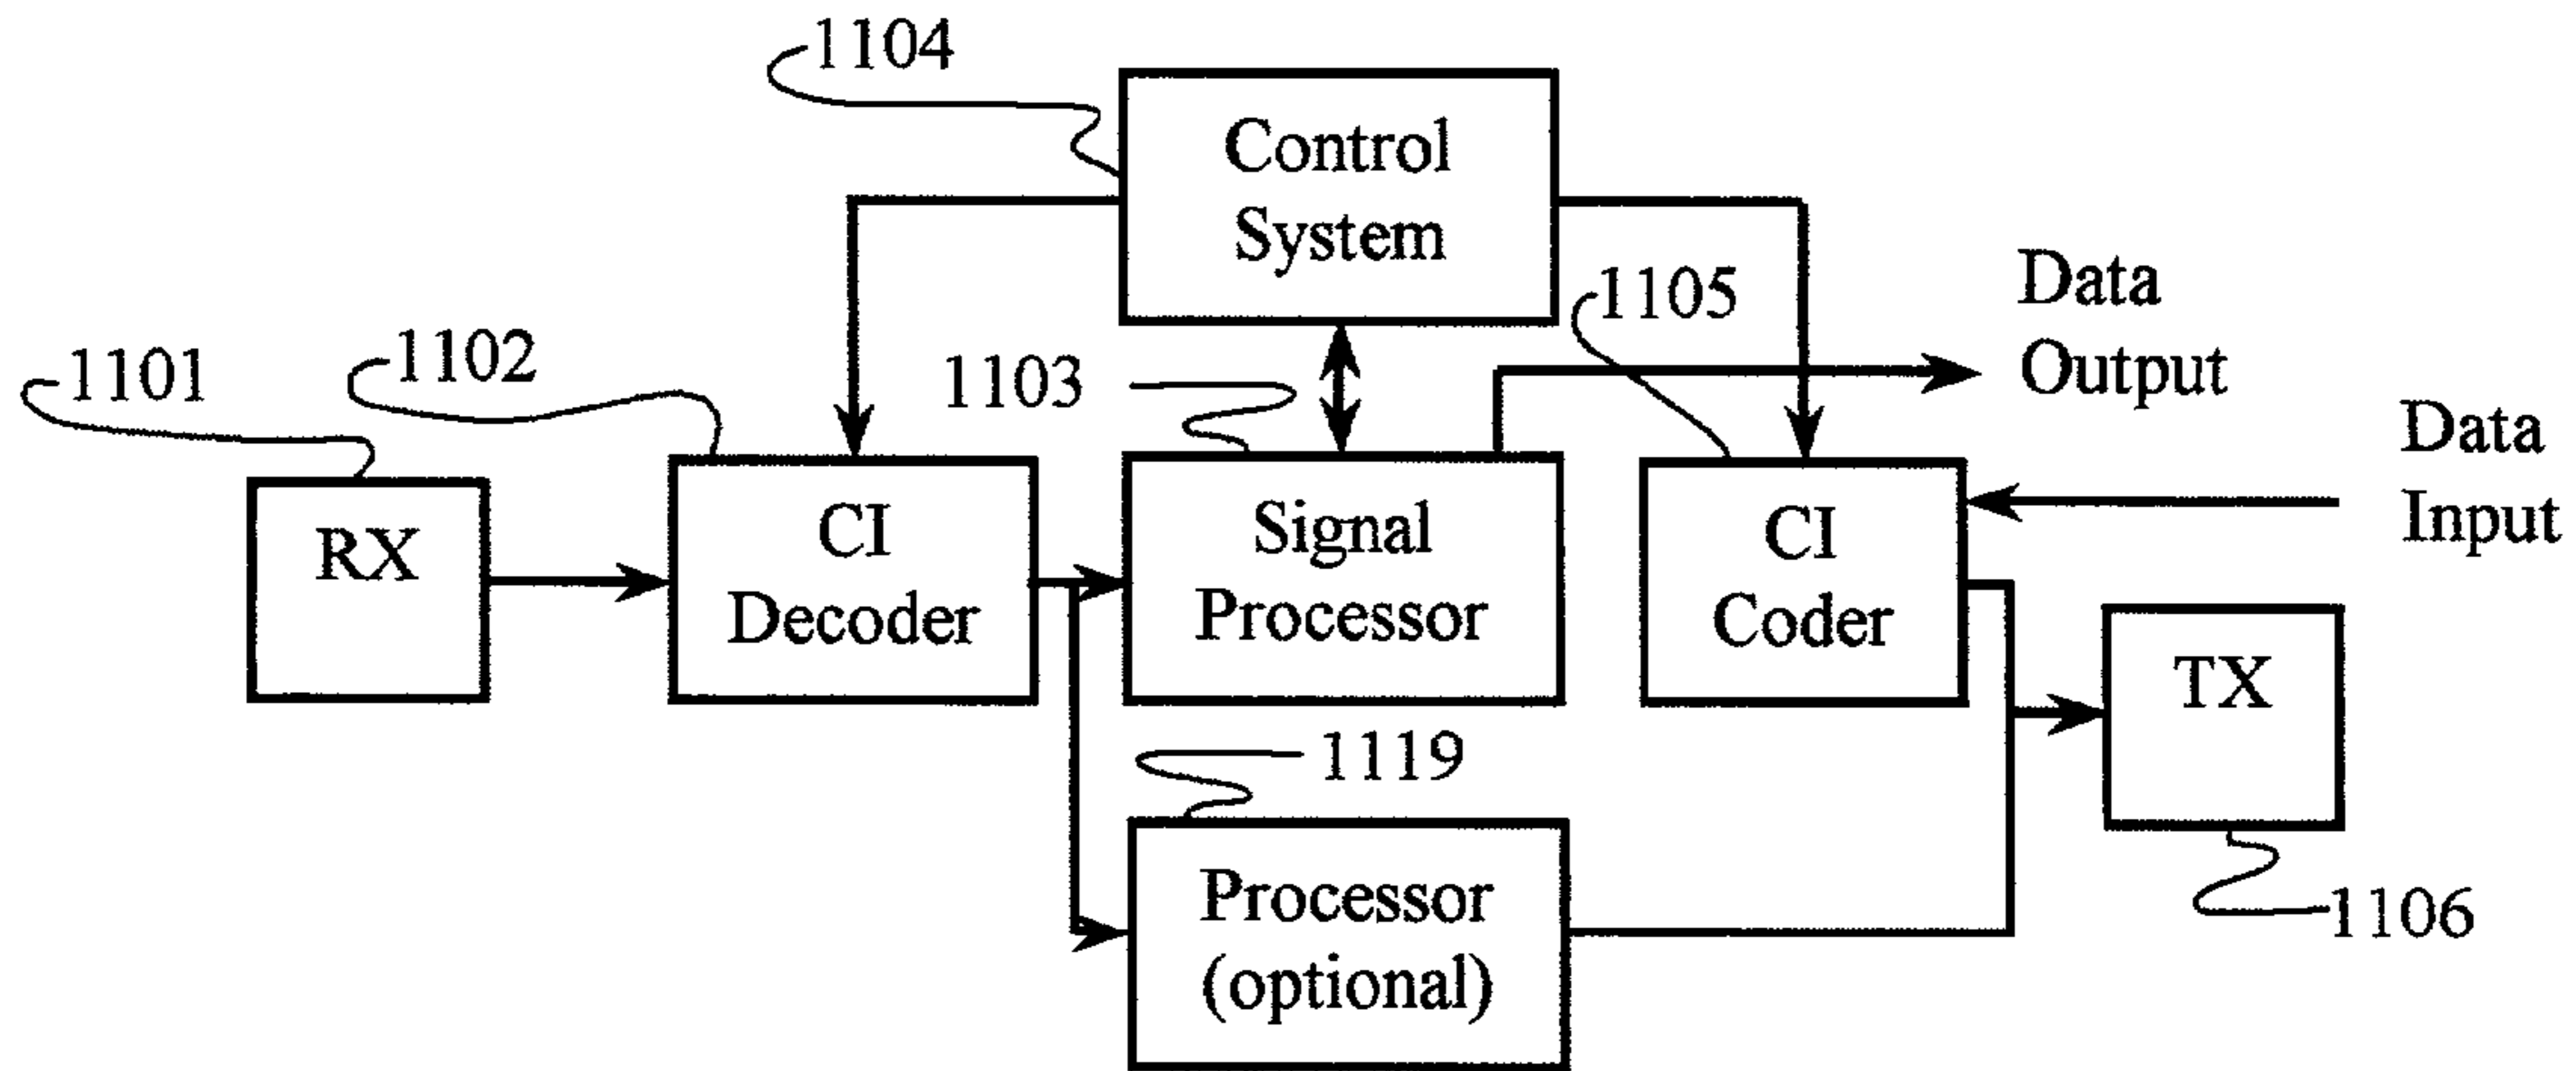 1104
Control
System
1105
Data
Output
1101
1102
1103
Data
Input
RX
CI
Decoder
Signal
Processor
CI
Coder
TX
1119
Processor
(optional)
1106